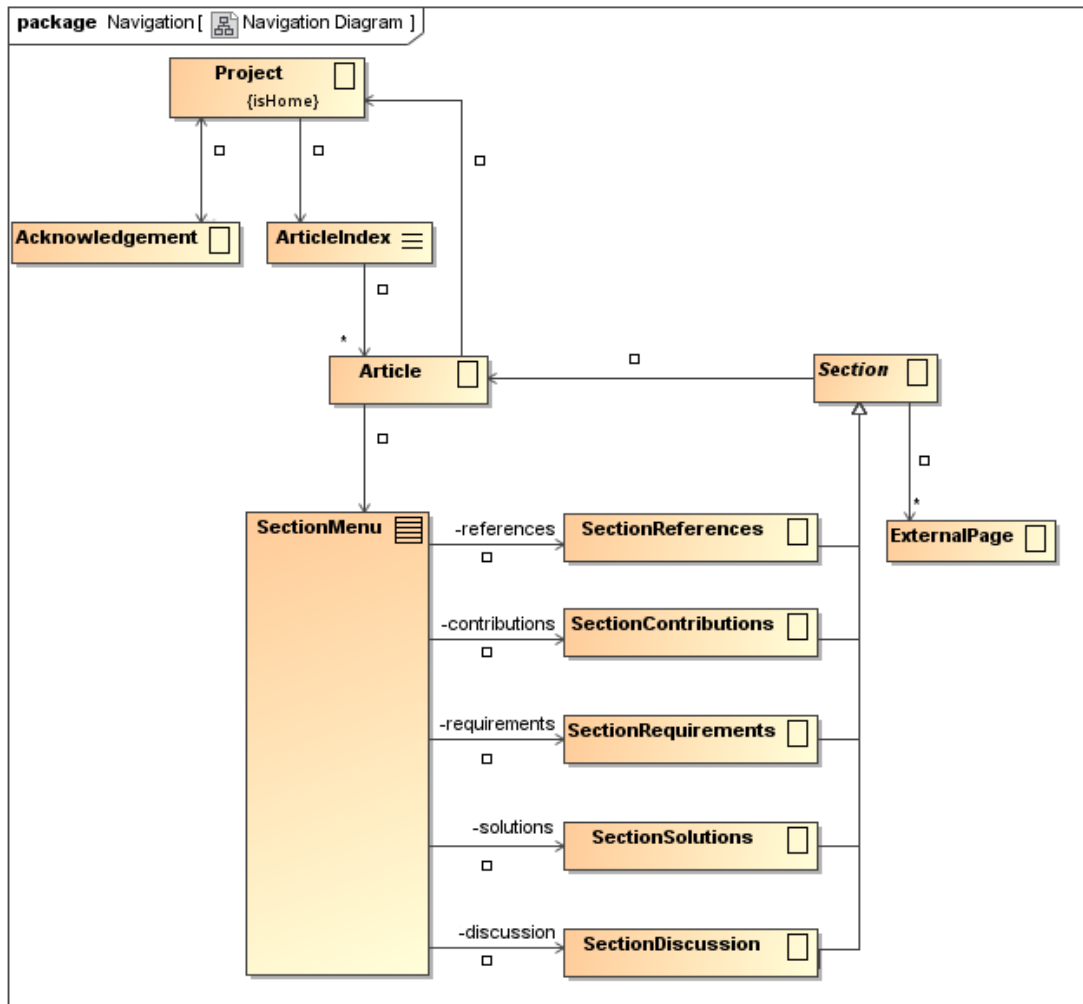 package Navigation [ Navigation Diagram ]
Project
{isHome}
Acknowledgement
ArticleIndex
*
Article
Section
*
SectionMenu
-references
SectionReferences
ExternalPage
-contributions
SectionContributions
-requirements
SectionRequirements
-solutions
SectionSolutions
-discussion
SectionDiscussion